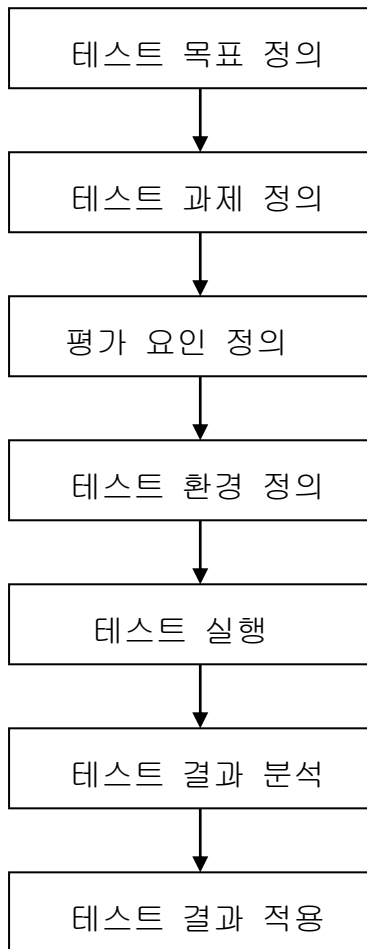 테스트 목표 정의
테스트 과제 정의
평가 요인 정의
테스트 환경 정의
테스트 실행
테스트 결과 분석
테스트 결과 적용